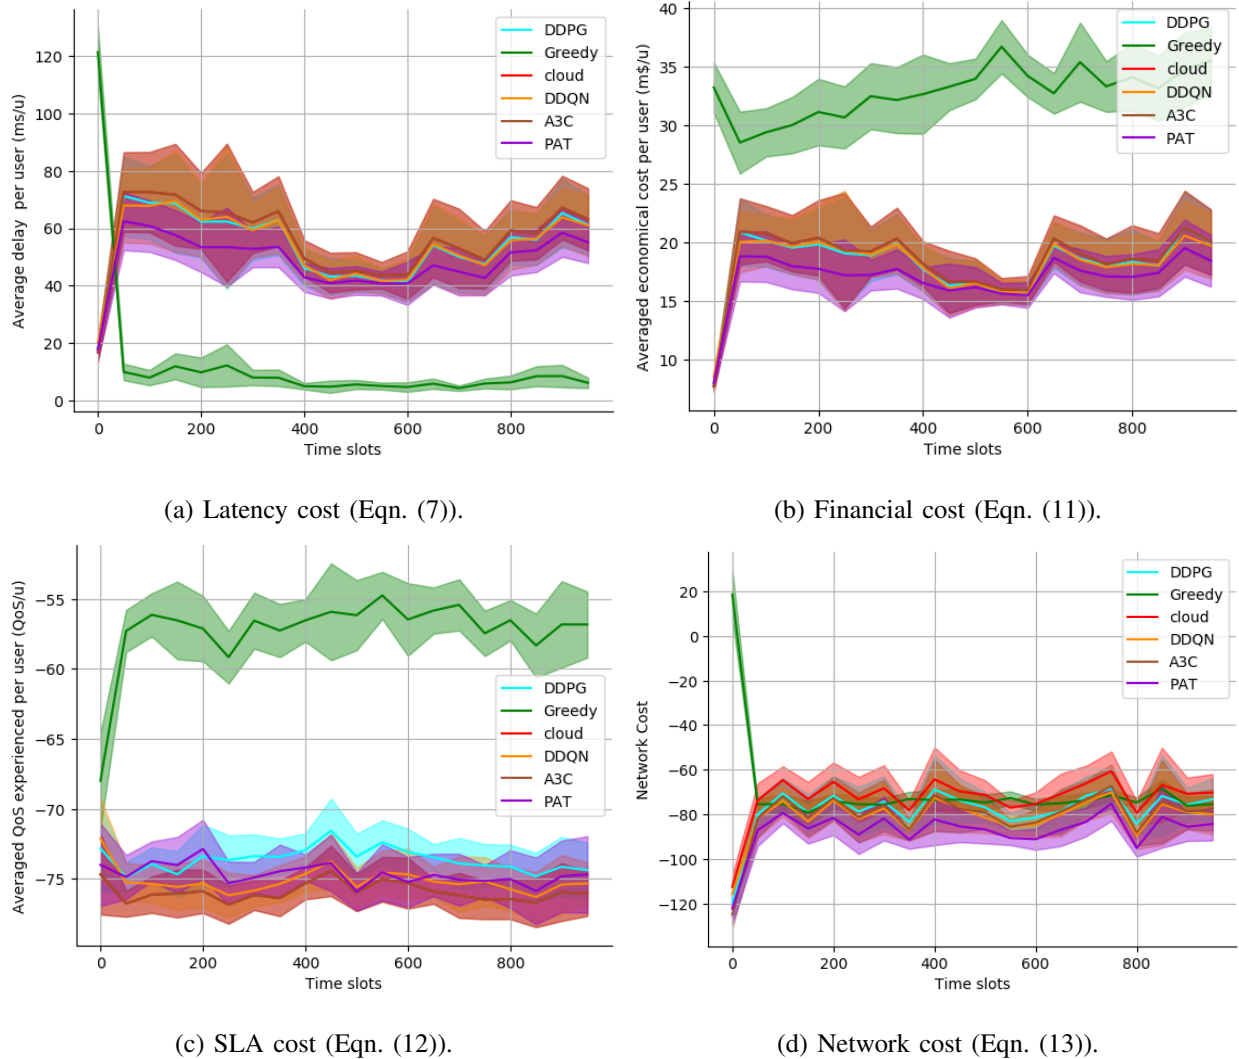 120
100
80
60
40
20
0
Average delay  per user (ms/u)
0
200
400
600
800
Time slots
DDPG
Greedy
cloud
DDQN
A3C
PAT
(a) Latency cost (Eqn. (7)).
40
35
30
25
20
15
10
Averaged economical cost per user (m$/u)
0
200
400
600
800
Time slots
DDPG
Greedy
cloud
DDQN
A3C
PAT
(b) Financial cost (Eqn. (11)).
−55
−60
−65
−70
−75
Averaged QoS experienced per user (QoS/u)
0
200
400
600
800
Time slots
DDPG
Greedy
cloud
DDQN
A3C
PAT
(c) SLA cost (Eqn. (12)).
20
0
−20
−40
−60
−80
−100
−120
Network Cost
0
200
400
600
800
Time slots
DDPG
Greedy
cloud
DDQN
A3C
PAT
(d) Network cost (Eqn. (13)).